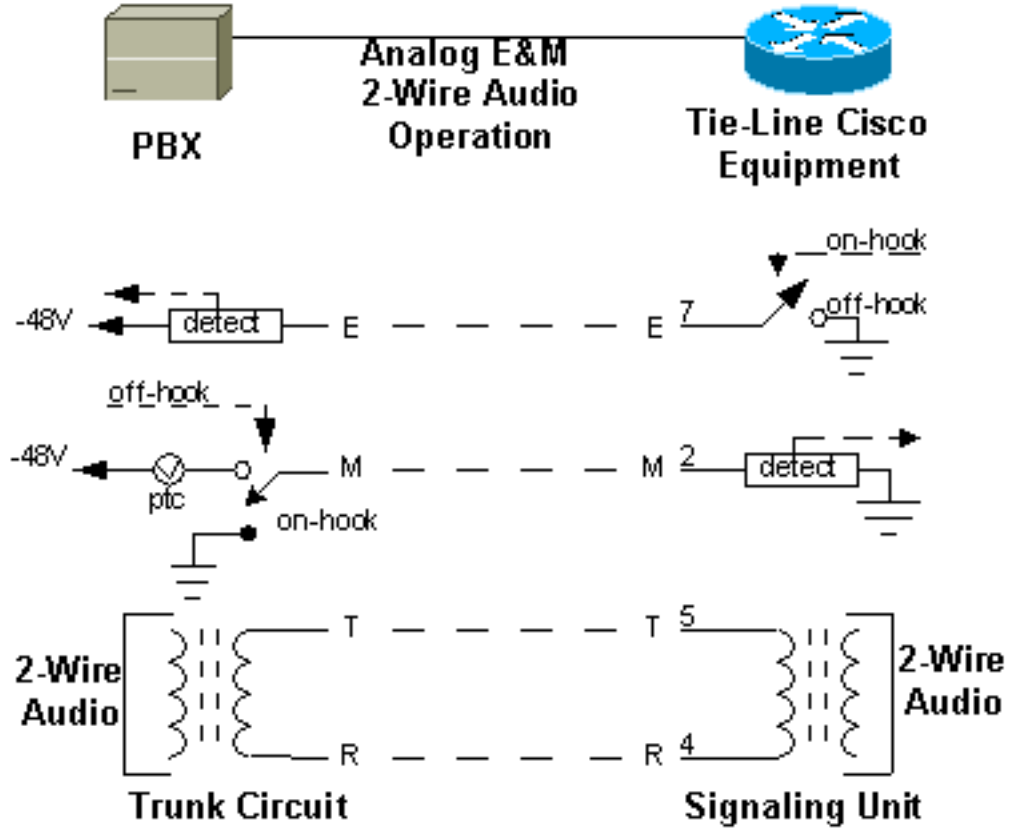 Analog E&M
2-Wire Audio
Operation
PBX
Tie-Line Cisco
Equipment
on-hook
-48V
detect
E
E
7
off-hook
off-hook
-48V
ptc
M
M
2
detect
on-hook
T
T
5
2-Wire
Audio
2-Wire
Audio
R
R
4
Trunk Circuit
Signaling Unit